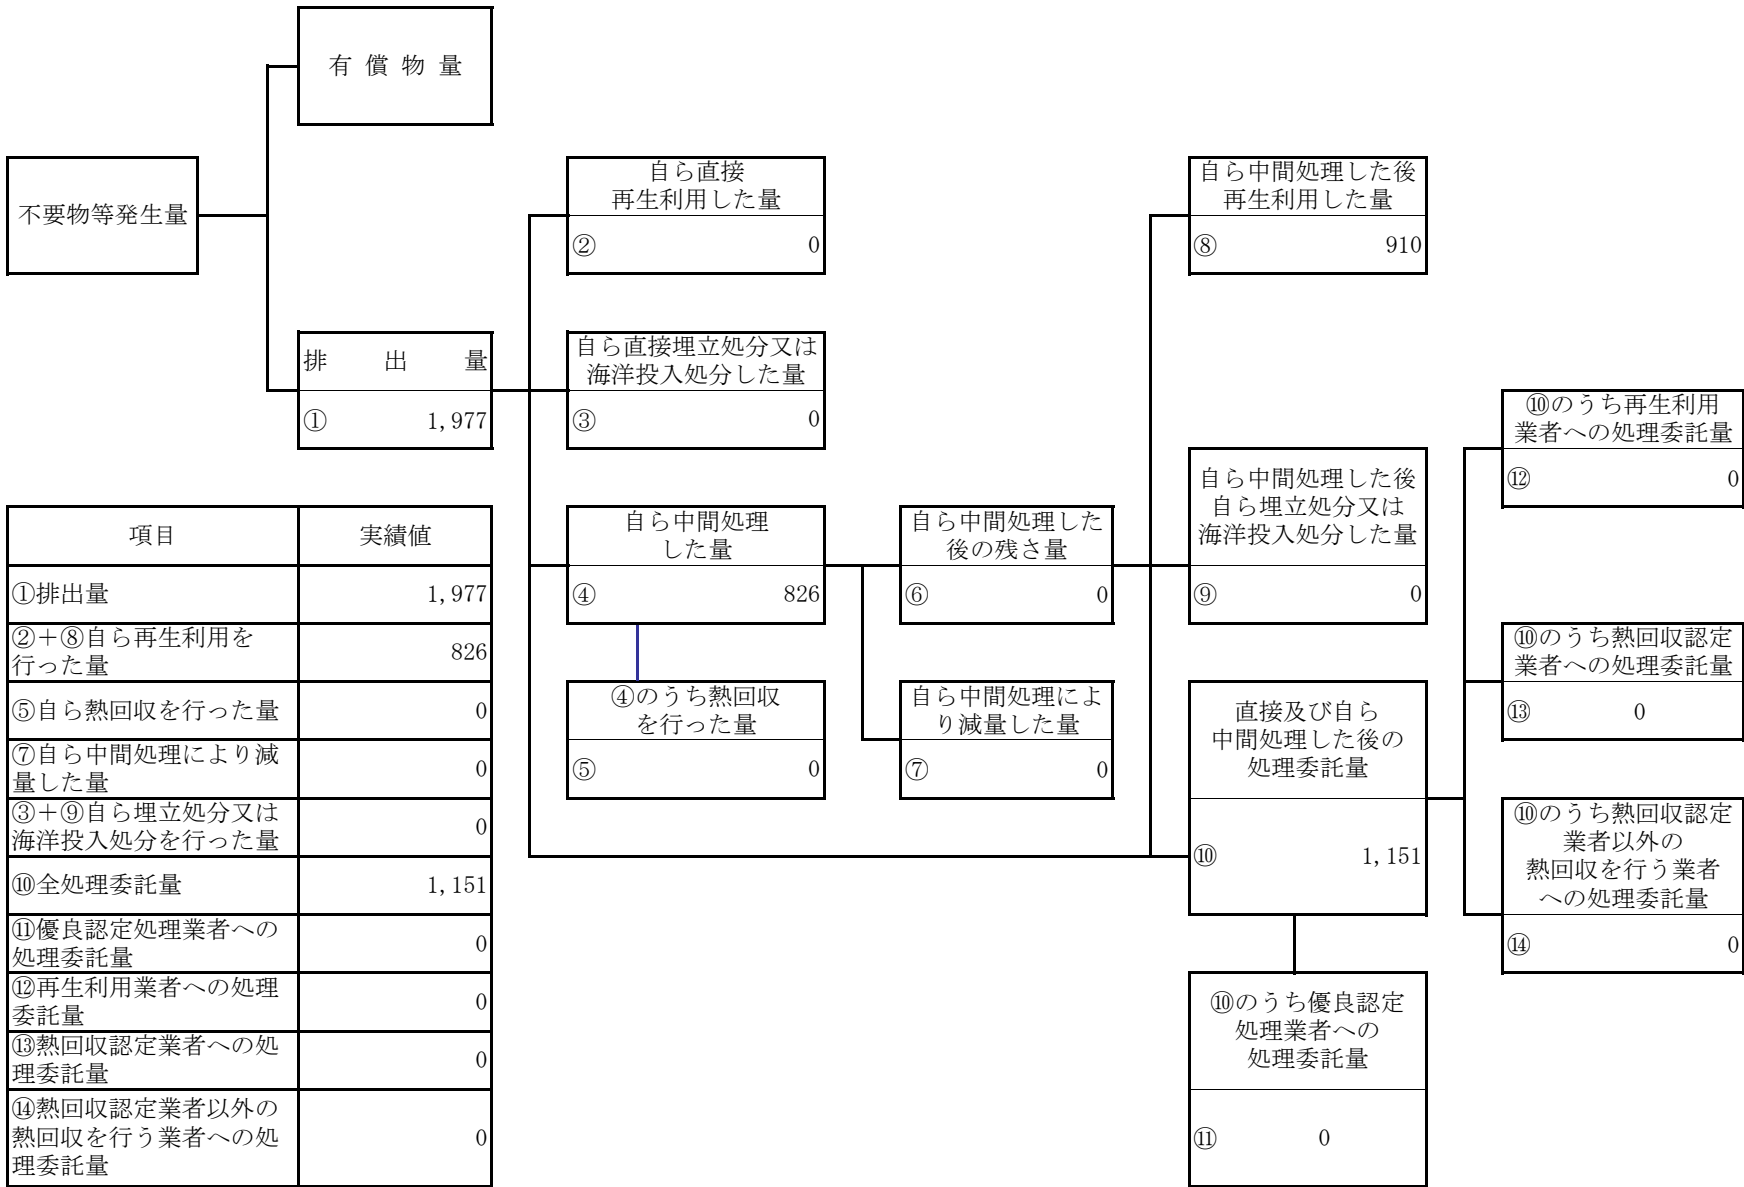 有 償 物 量
不要物等発生量
自ら直接
再生利用した量
② 0
自ら中間処理した後
再生利用した量
⑧ 910
排 出 量
① 1,977
自ら直接埋立処分又は
海洋投入処分した量
③ 0
⑩のうち再生利用
業者への処理委託量
⑫ 0
自ら中間処理した後
自ら埋立処分又は
海洋投入処分した量
⑨ 0
自ら中間処理
した量
④ 826
自ら中間処理した
後の残さ量
⑥ 0
④のうち熱回収
を行った量
⑤ 0
自ら中間処理によ
り減量した量
⑦ 0
直接及び自ら
中間処理した後の
処理委託量
⑩ 1,151
⑩のうち熱回収認定
業者への処理委託量
⑬ 0
⑩のうち熱回収認定
業者以外の
熱回収を行う業者
への処理委託量
⑭ 0
⑩のうち優良認定
処理業者への
処理委託量
⑪ 0
項目 実績値
①排出量 1,977
②＋⑧自ら再生利用を
行った量 826
⑤自ら熱回収を行った量 0
⑦自ら中間処理により減
量した量 0
③＋⑨自ら埋立処分又は
海洋投入処分を行った量 0
⑩全処理委託量 1,151
⑪優良認定処理業者への
処理委託量 0
⑫再生利用業者への処理
委託量 0
⑬熱回収認定業者への処
理委託量 0
⑭熱回収認定業者以外の
熱回収を行う業者への処 0
理委託量